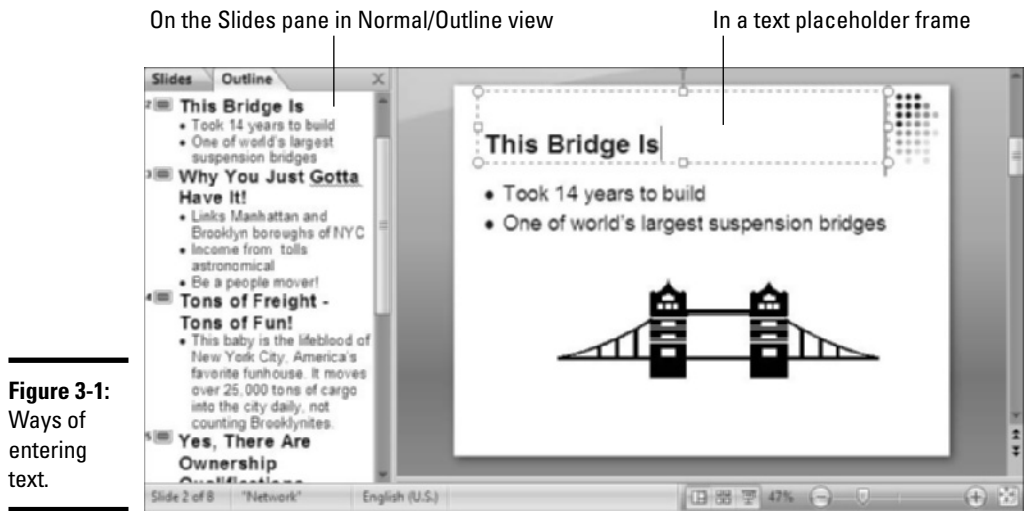 On the Slides pane in Normal/Outline view
In a text placeholder frame
Slides Outline
2 This Bridge Is
• Took 14 years to build
• One of world's largest
suspension bridges
3 Why You Just Gotta
Have It!
• Links Manhattan and
Brooklyn boroughs of NYC
• Income from tolls
astronomical
• Be a people mover!
4 Tons of Freight -
Tons of Fun!
• This baby is the lifeblood of
New York City, America's
favorite funhouse. It moves
over 25,000 tons of cargo
into the city daily, not
counting Brooklynites.
5 Yes, There Are
Ownership
This Bridge Is
• Took 14 years to build
• One of world's largest suspension bridges
Slide 2 of 8 "Network" English (U.S.) 47%
Figure 3-1:
Ways of
entering
text.